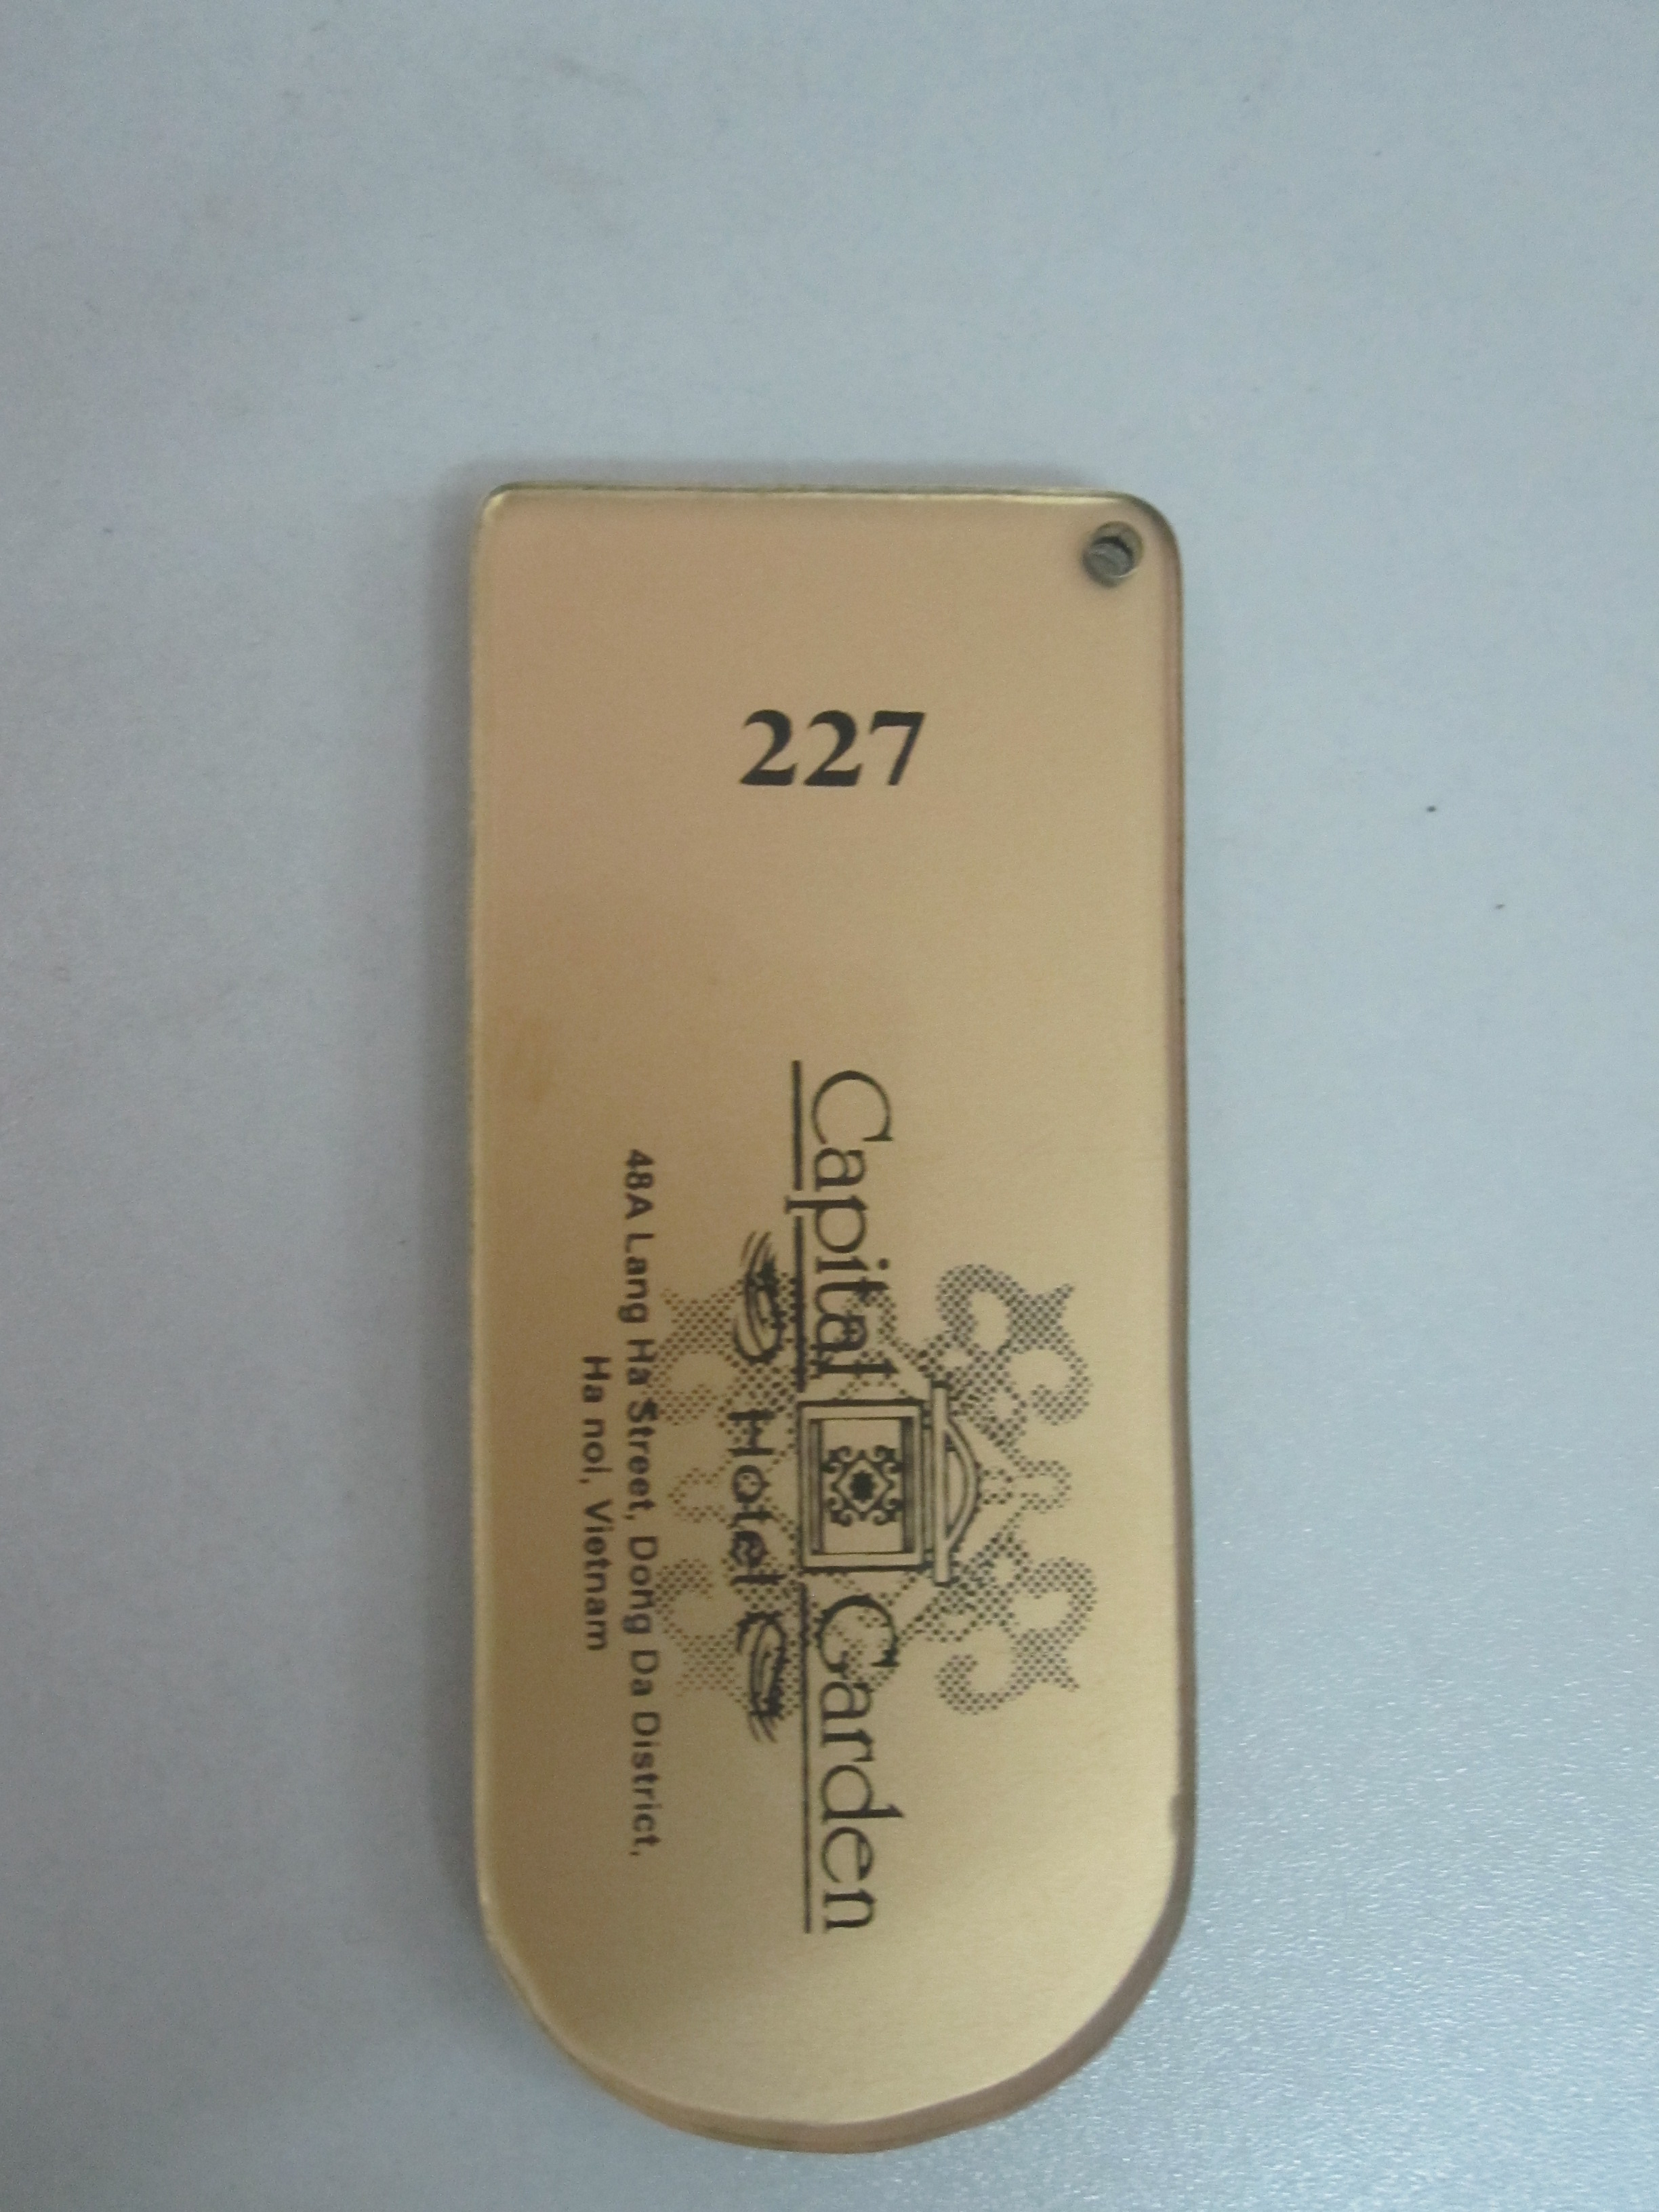 227
Capital Garden
Hotel
48A Lang Ha Street, Dong Da District,
Ha noi, Vietnam